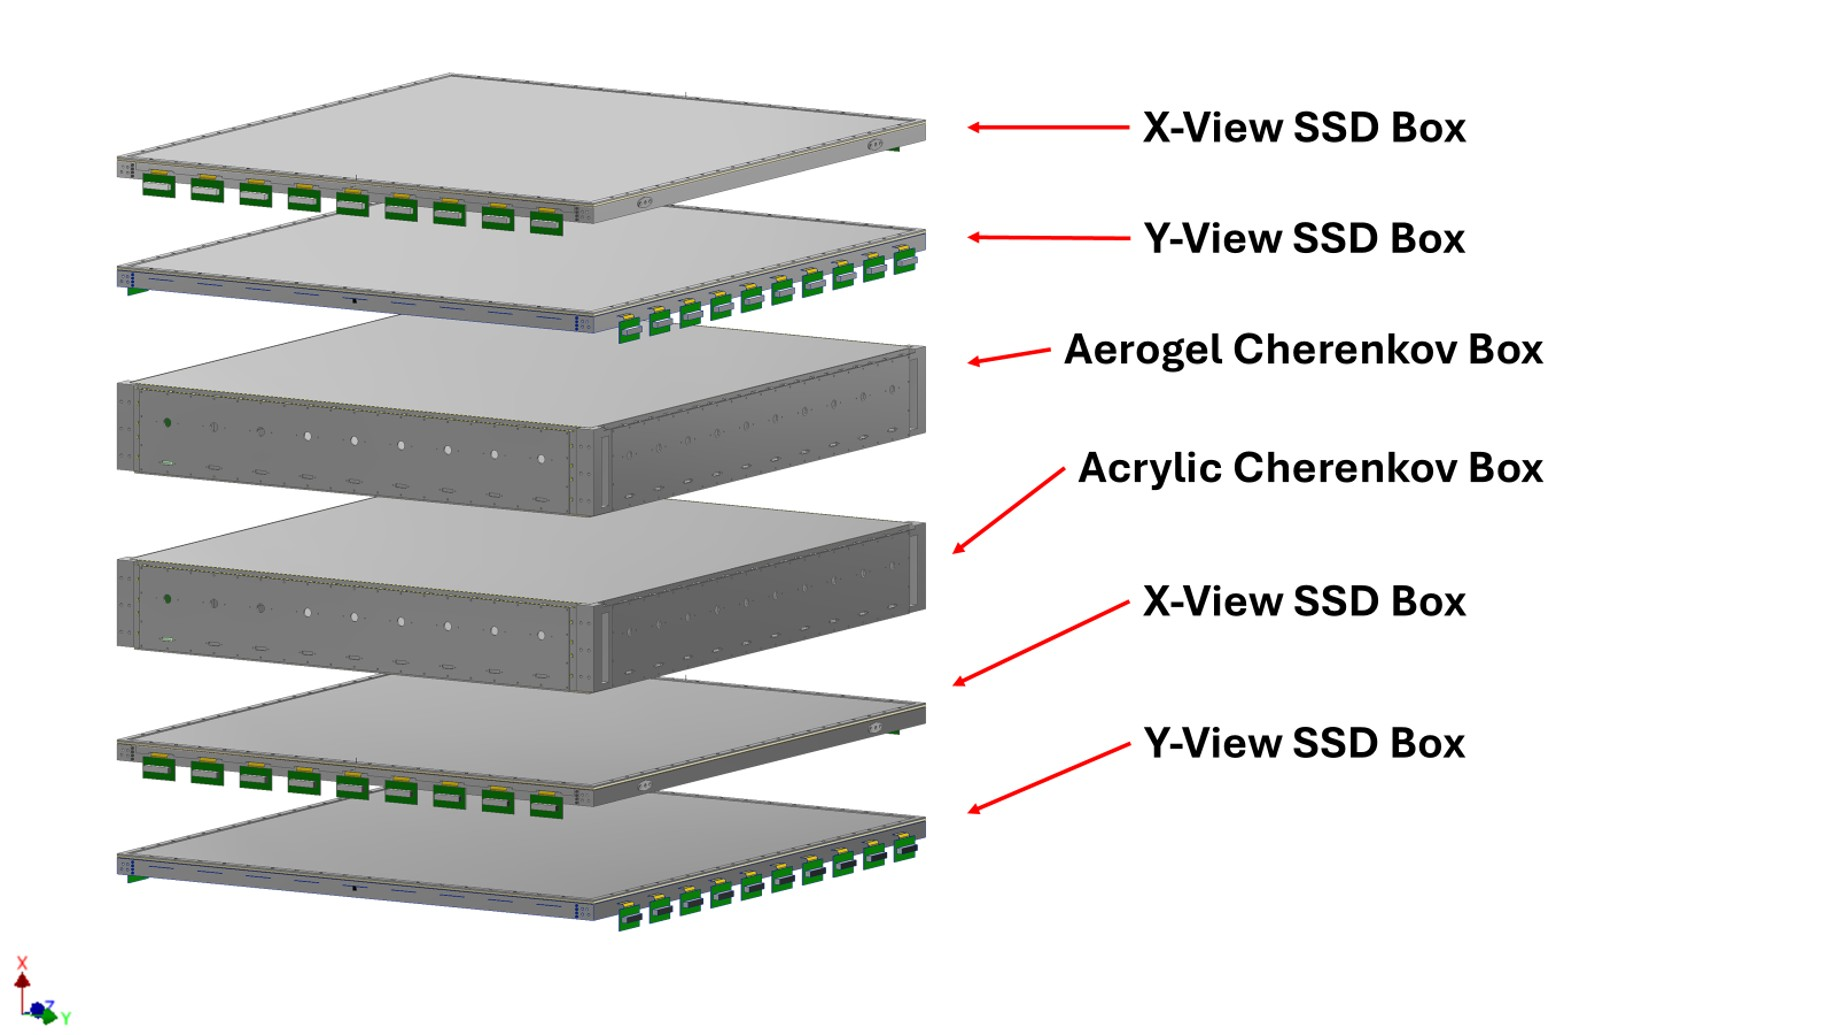 X-View SSD Box
Y-View SSD Box
Aerogel Cherenkov Box
Acrylic Cherenkov Box
X-View SSD Box
Y-View SSD Box
X
Z
Y